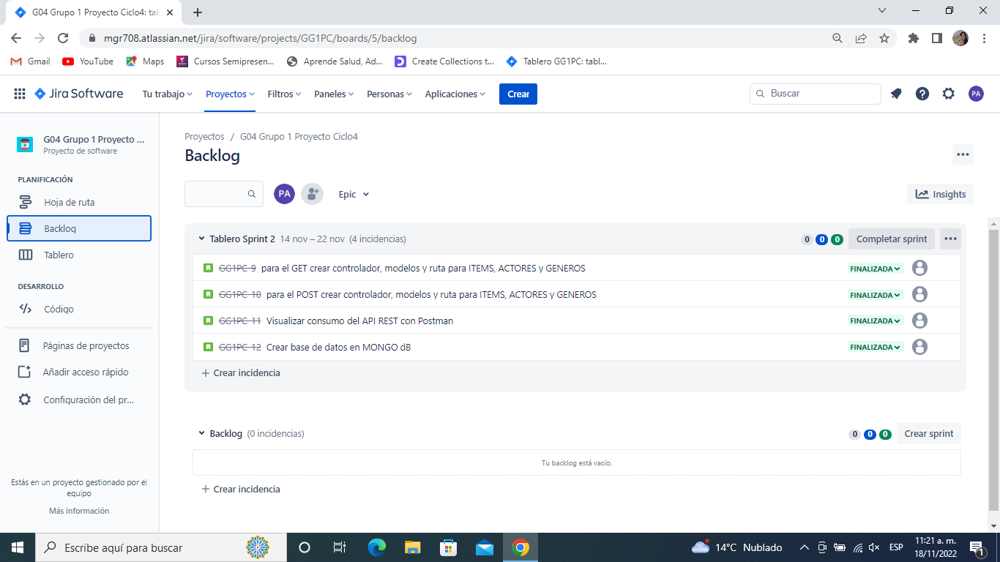 G04 Grupo 1 Proyecto Ciclo4: tab
mgr708.atlassian.net/jira/software/projects/GG1PC/boards/5/backlog
Gmail YouTube Maps Cursos Semipresen... Aprende Salud, Ad... Create Collections t... Tablero GG1PC: tabl...
Jira Software Tu trabajo Proyectos Filtros Paneles Personas Aplicaciones Crear Buscar PA
G04 Grupo 1 Proyecto ...
Proyecto de software
PLANIFICACIÓN
Hoja de ruta
Backlog
Tablero
DESARROLLO
Código
Páginas de proyectos
Añadir acceso rápido
Configuración del pr...
Estás en un proyecto gestionado por el
equipo
Más información
Proyectos / G04 Grupo 1 Proyecto Ciclo4
Backlog
PA Epic Insights
Tablero Sprint 2 14 nov – 22 nov (4 incidencias) 0 0 0 Completar sprint
GG1PC-9 para el GET crear controlador, modelos y ruta para ITEMS, ACTORES y GENEROS FINALIZADA
GG1PC-10 para el POST crear controlador, modelos y ruta para ITEMS, ACTORES y GENEROS FINALIZADA
GG1PC-11 Visualizar consumo del API REST con Postman FINALIZADA
GG1PC-12 Crear base de datos en MONGO dB FINALIZADA
+ Crear incidencia
Backlog (0 incidencias) 0 0 0 Crear sprint
Tu backlog está vacío.
+ Crear incidencia
Escribe aquí para buscar 14°C Nublado ESP 11:21 a. m.
18/11/2022 1